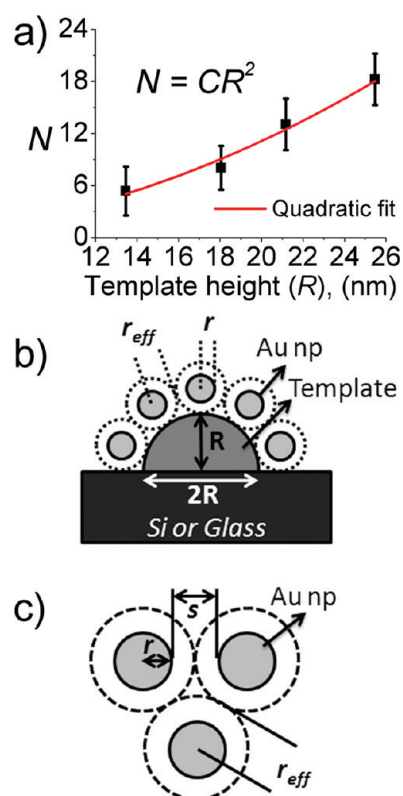 a)
N = CR²
N
18
12
6
0
Quadratic fit
12 14 16 18 20 22 24 26
Template height (R), (nm)
b)
r_eff
r
Au np
Template
R
2R
Si or Glass
c)
s
Au np
r
r_eff